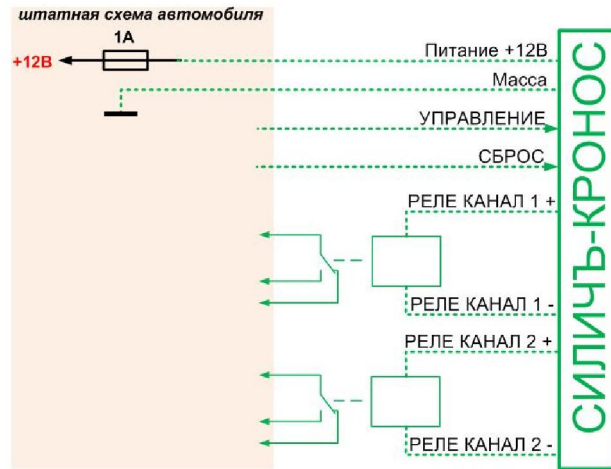 штатная схема автомобиля
1А
+12В
Питание +12В
Масса
УПРАВЛЕНИЕ
СБРОС
РЕЛЕ КАНАЛ 1 +
РЕЛЕ КАНАЛ 1 -
РЕЛЕ КАНАЛ 2 +
РЕЛЕ КАНАЛ 2 -
СИЛИЧЪ-КРОНОС